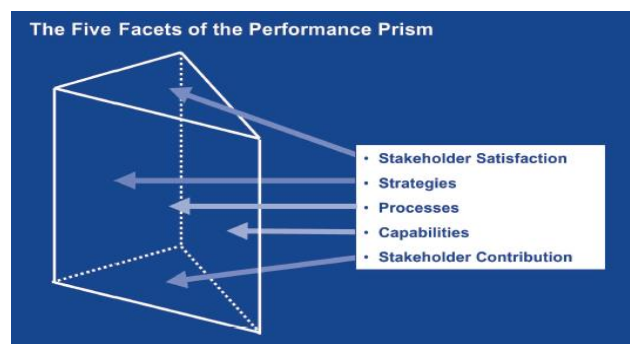 The Five Facets of the Performance Prism
• Stakeholder Satisfaction
• Strategies
• Processes
• Capabilities
• Stakeholder Contribution